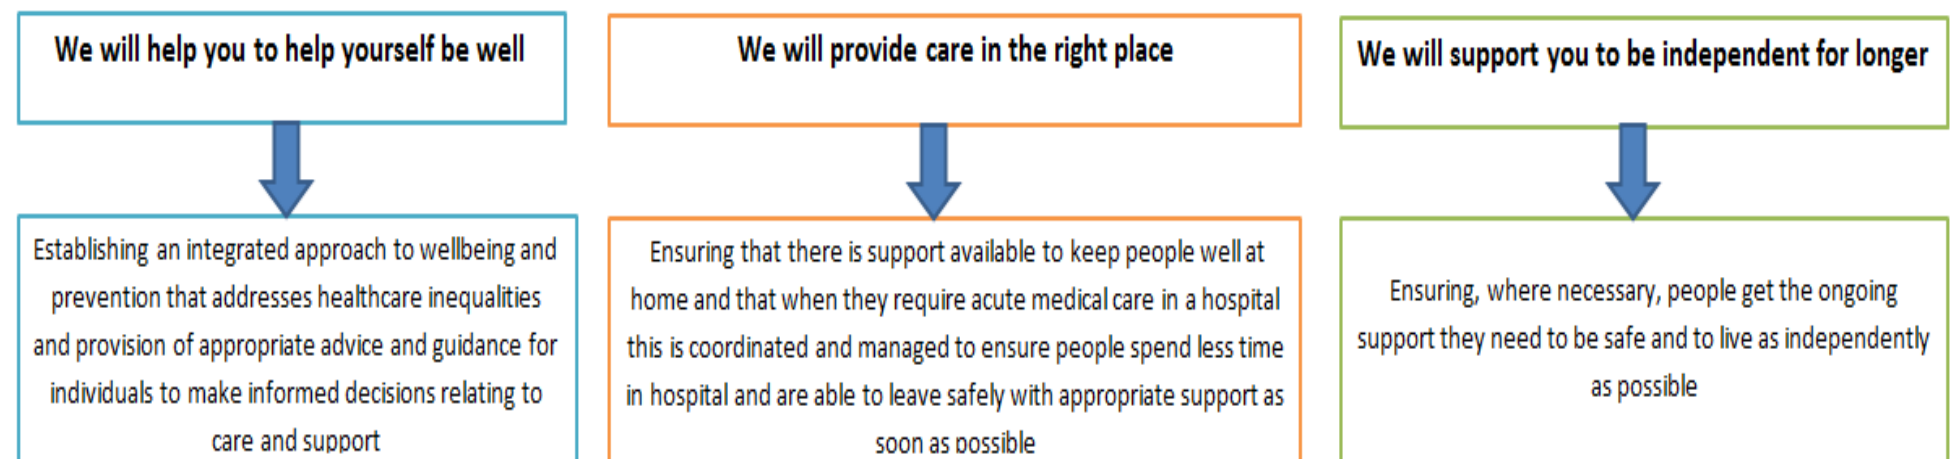 We will help you to help yourself be well
We will provide care in the right place
We will support you to be independent for longer
Establishing an integrated approach to wellbeing and
prevention that addresses healthcare inequalities
and provision of appropriate advice and guidance for
individuals to make informed decisions relating to
care and support
Ensuring that there is support available to keep people well at
home and that when they require acute medical care in a hospital
this is coordinated and managed to ensure people spend less time
in hospital and are able to leave safely with appropriate support as
soon as possible
Ensuring, where necessary, people get the ongoing
support they need to be safe and to live as independently
as possible